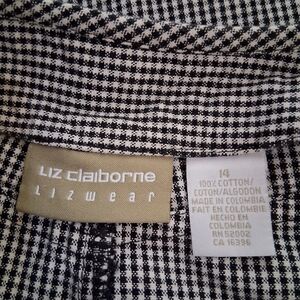 Liz claiborne
Lizwear
14
100% COTTON/
COTON/ALGODON
MADE IN COLOMBIA
FAIT EN COLOMBIE
HECHO EN
COLOMBIA
RN 52002
CA 16396